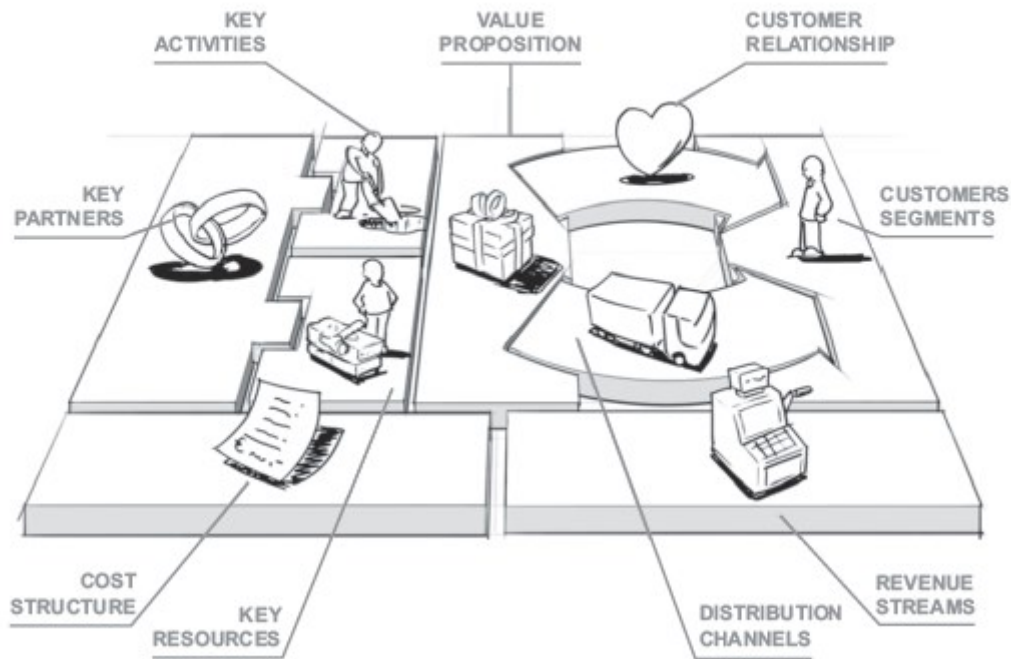 KEY
ACTIVITIES
VALUE
PROPOSITION
CUSTOMER
RELATIONSHIP
KEY
PARTNERS
CUSTOMERS
SEGMENTS
COST
STRUCTURE
KEY
RESOURCES
DISTRIBUTION
CHANNELS
REVENUE
STREAMS